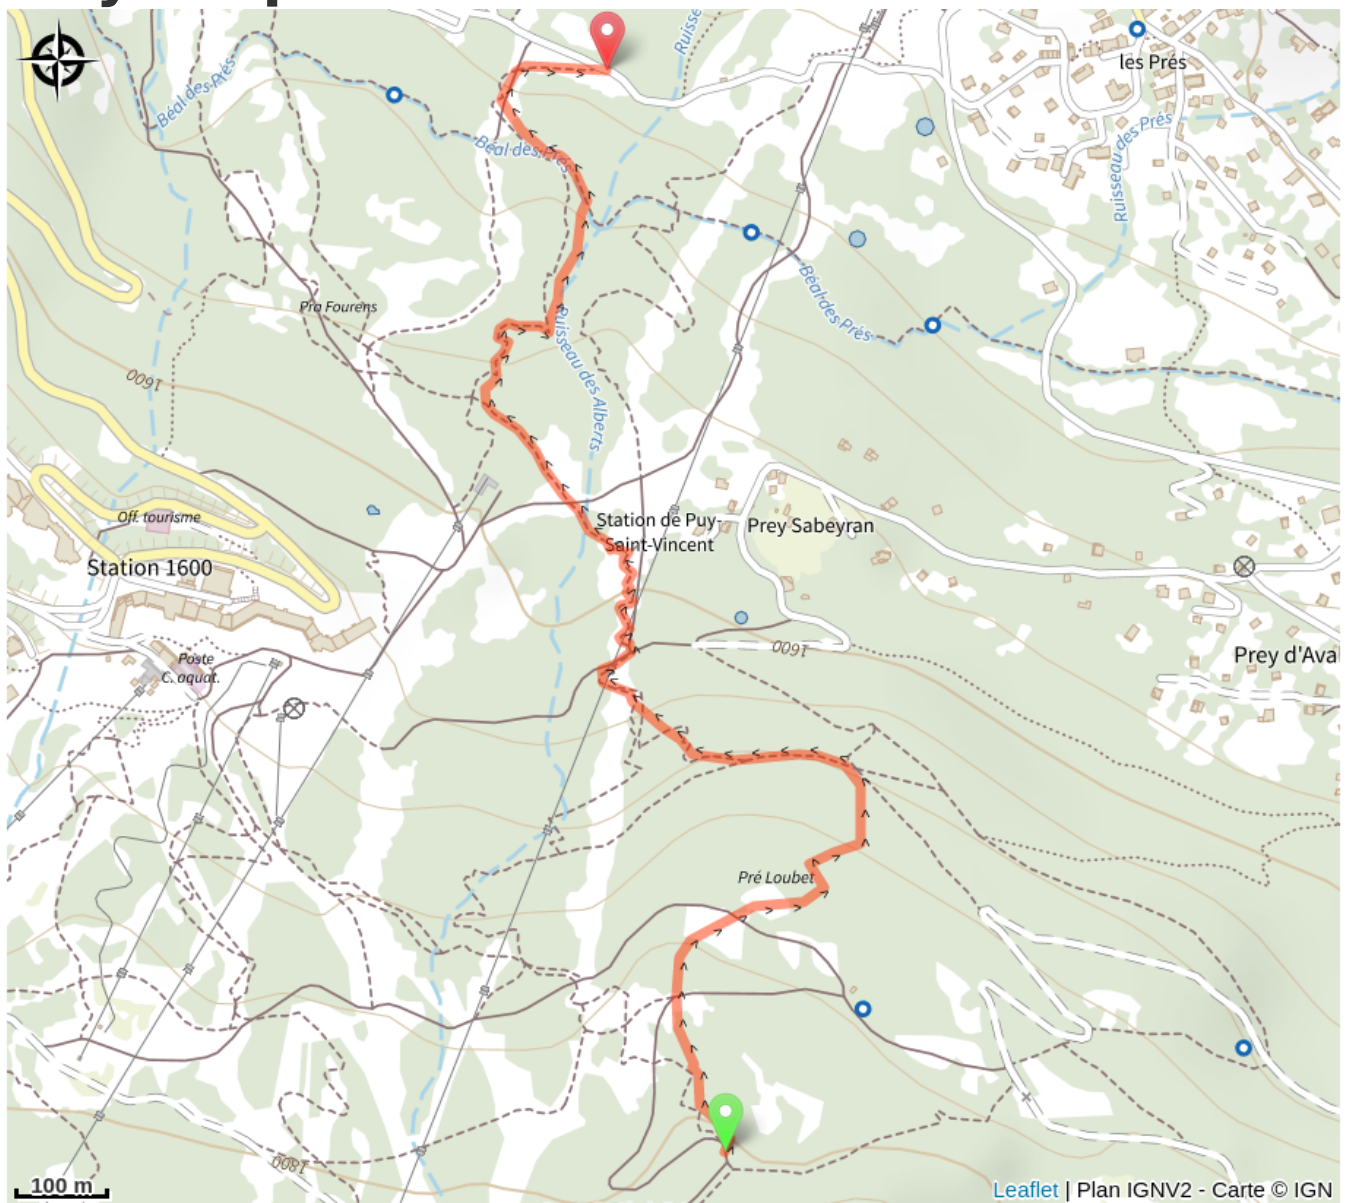 Ruisse
les Prés
Béal des Prés
Béal des Prés
Ruisseau des Prés
Béal des Prés
Pra Fourens
Ruisseau des Alberts
1600
Off. tourisme
Station de Puy-
Saint-Vincent
Prey Sabeyran
Station 1600
1600
Poste
C. aquat.
Prey d'Aval
Pré Loubet
1800
100 m
Leaflet | Plan IGNV2 - Carte © IGN